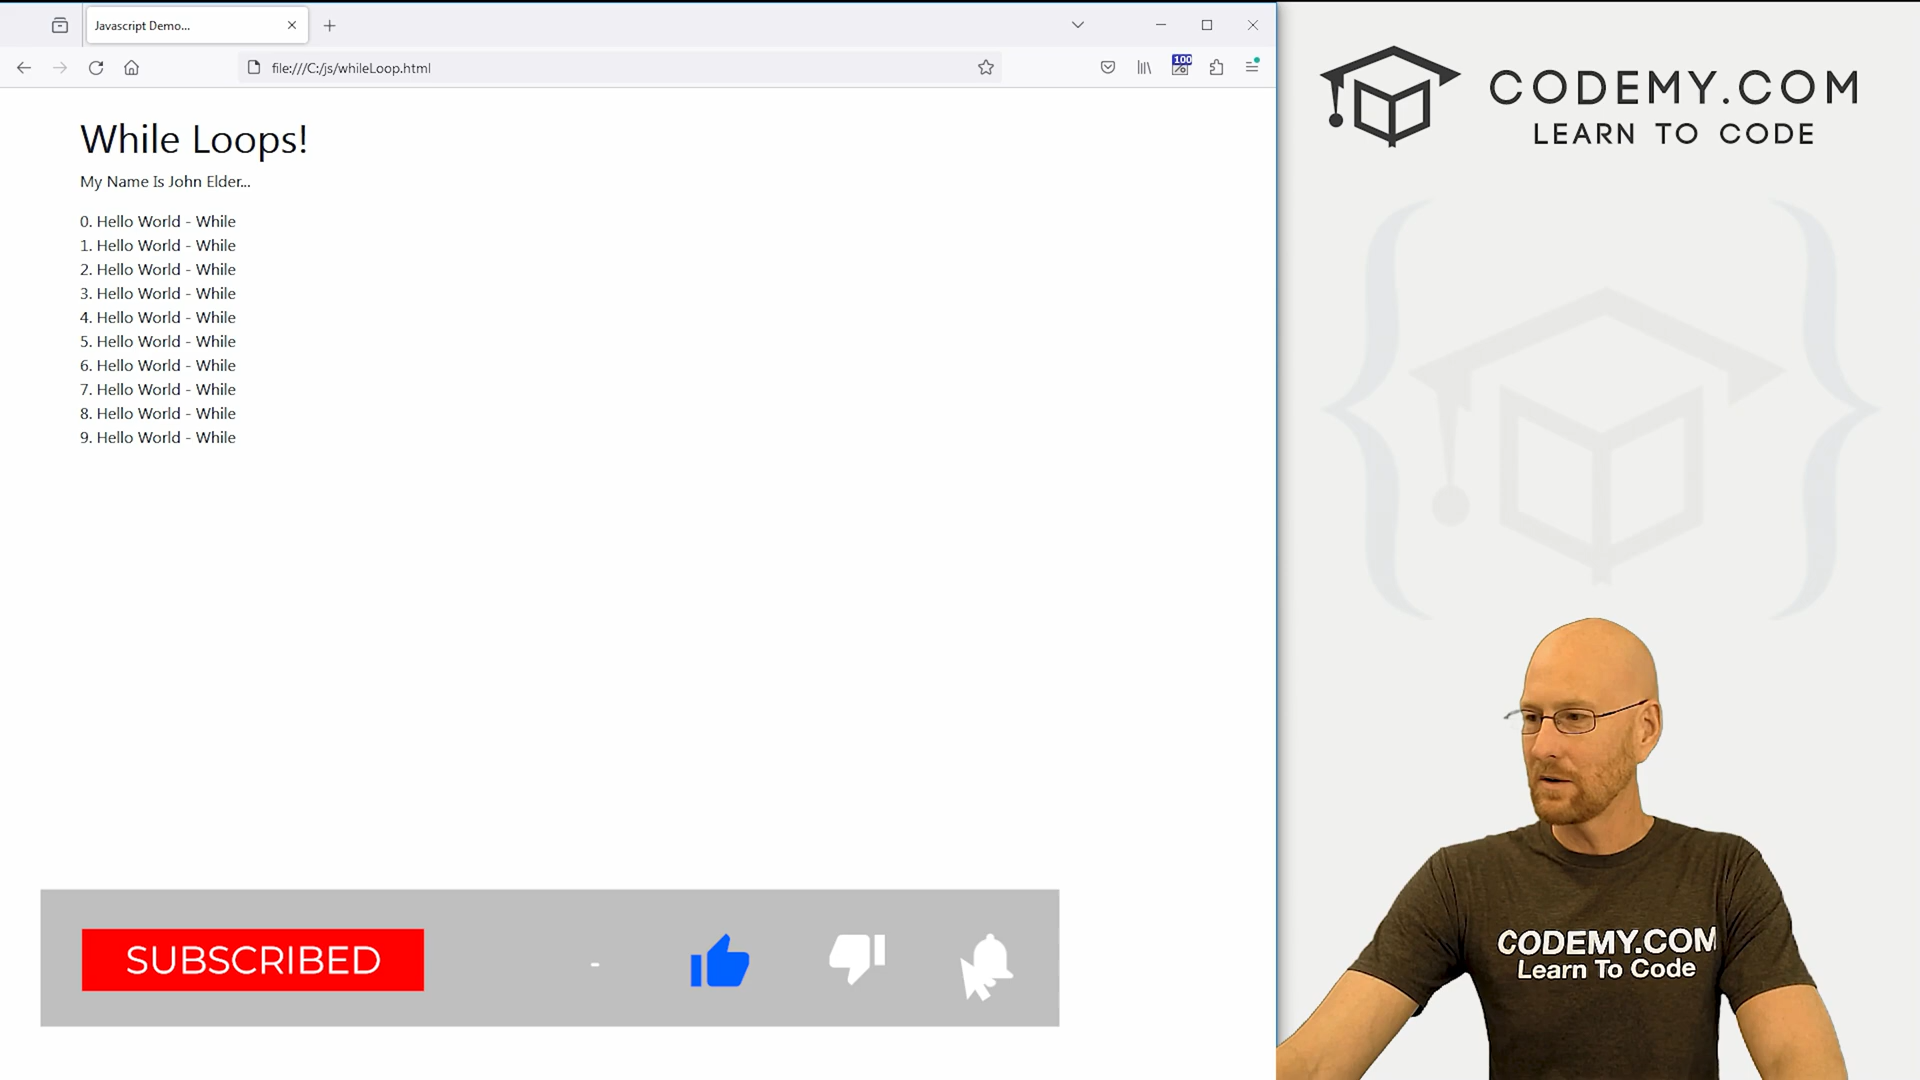 Javascript Demo...
file:///C:/js/whileLoop.html
100
While Loops!
My Name Is John Elder...
0. Hello World - While
1. Hello World - While
2. Hello World - While
3. Hello World - While
4. Hello World - While
5. Hello World - While
6. Hello World - While
7. Hello World - While
8. Hello World - While
9. Hello World - While
SUBSCRIBED
-
CODEMY.COM
LEARN TO CODE
CODEMY.COM
Learn To Code